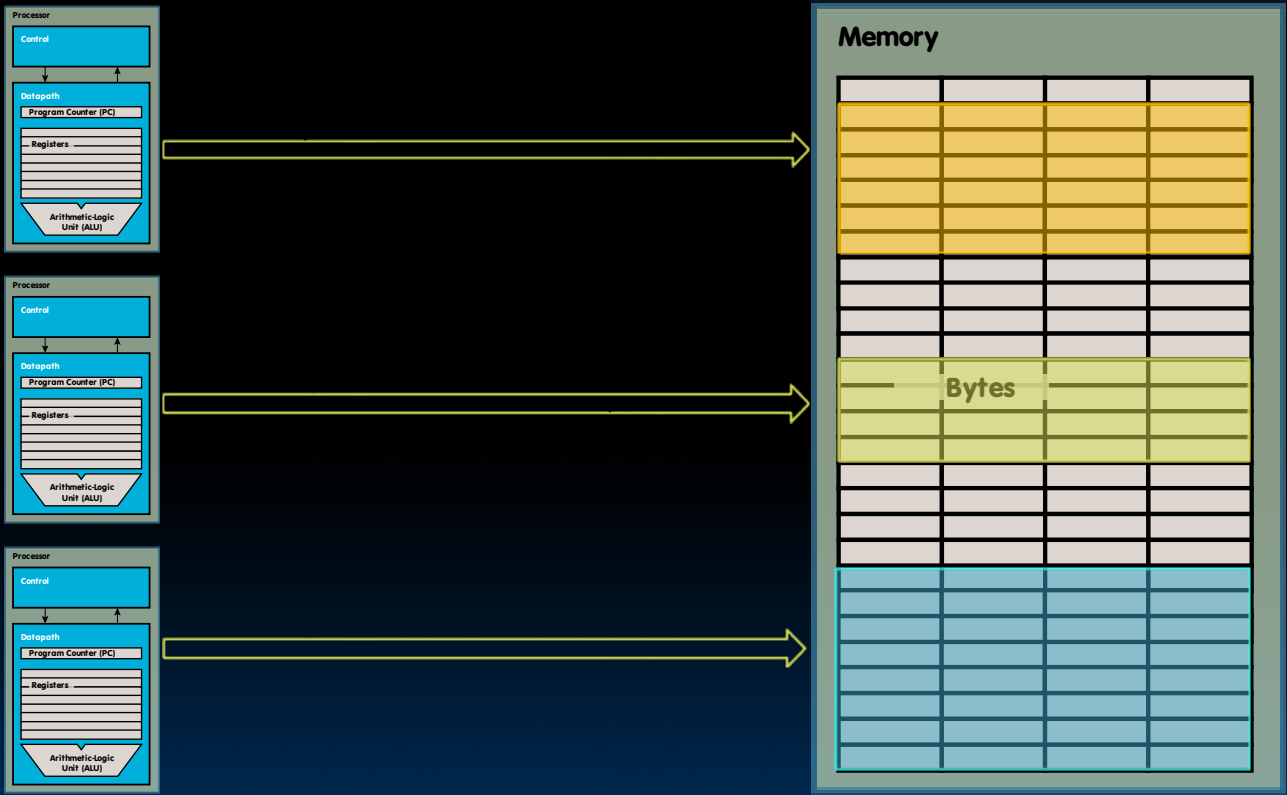 Processor
Control
Datapath
Program Counter (PC)
Registers
Arithmetic-Logic
Unit (ALU)
Processor
Control
Datapath
Program Counter (PC)
Registers
Arithmetic-Logic
Unit (ALU)
Processor
Control
Datapath
Program Counter (PC)
Registers
Arithmetic-Logic
Unit (ALU)
Memory
Bytes